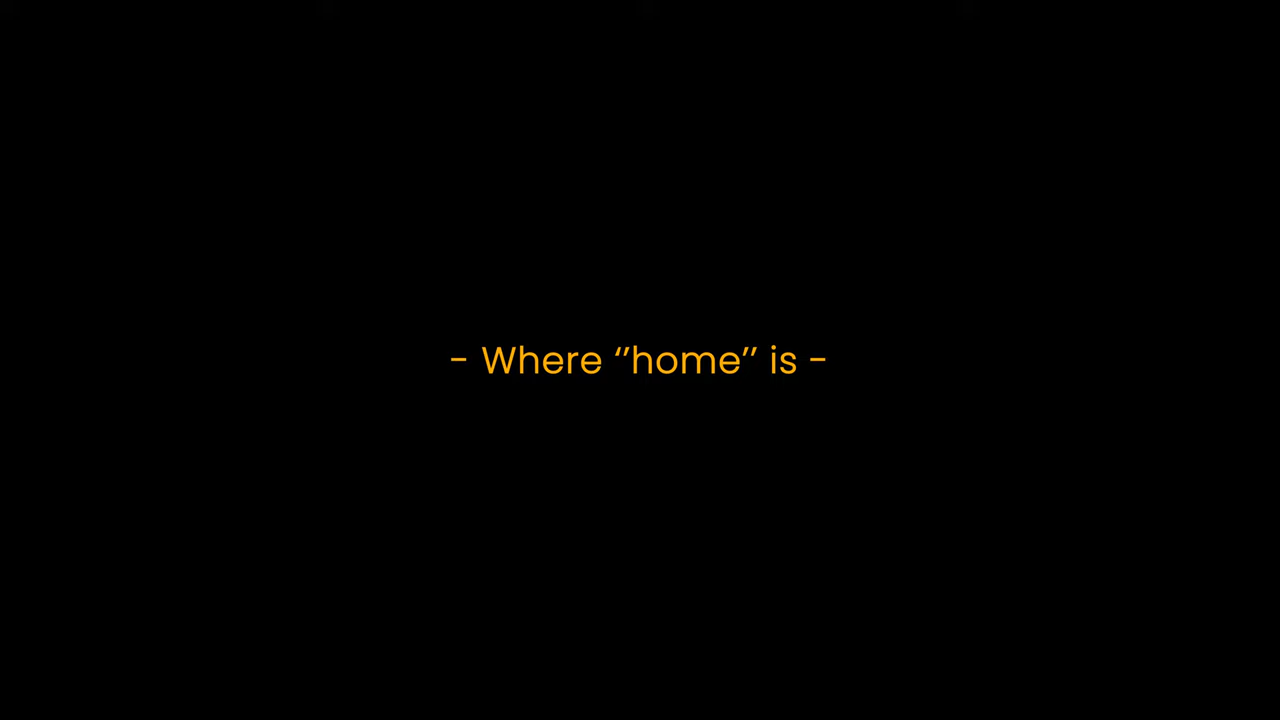 - Where ‘’home’’ is -